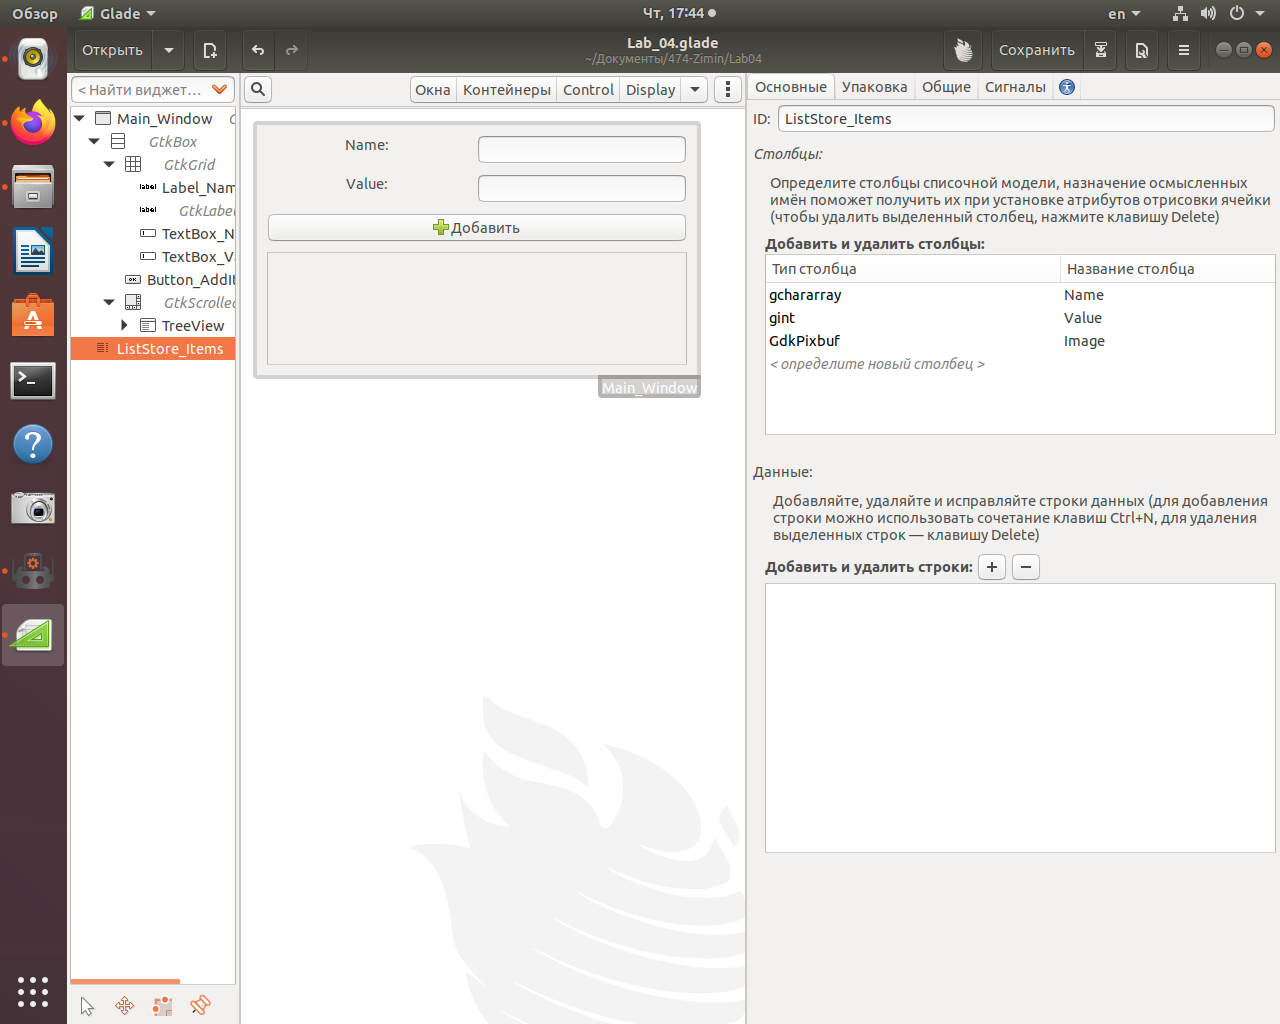 Обзор
Glade
Чт, 17:44
en
Открыть
Lab_04.glade
~/Документы/474-Zimin/Lab04
Сохранить
< Найти виджет…
Окна
Контейнеры
Control
Display
Основные
Упаковка
Общие
Сигналы
Main_Window
GtkBox
GtkGrid
label Label_Nam
label GtkLabe
TextBox_N
TextBox_V
Button_AddIt
GtkScrolle
TreeView
ListStore_Items
Name:
Value:
Добавить
Main_Window
ID:
ListStore_Items
Столбцы:
Определите столбцы списочной модели, назначение осмысленных
имён поможет получить их при установке атрибутов отрисовки ячейки
(чтобы удалить выделенный столбец, нажмите клавишу Delete)
Добавить и удалить столбцы:
Тип столбца
Название столбца
gchararray
Name
gint
Value
GdkPixbuf
Image
< определите новый столбец >
Данные:
Добавляйте, удаляйте и исправляйте строки данных (для добавления
строки можно использовать сочетание клавиш Ctrl+N, для удаления
выделенных строк — клавишу Delete)
Добавить и удалить строки: